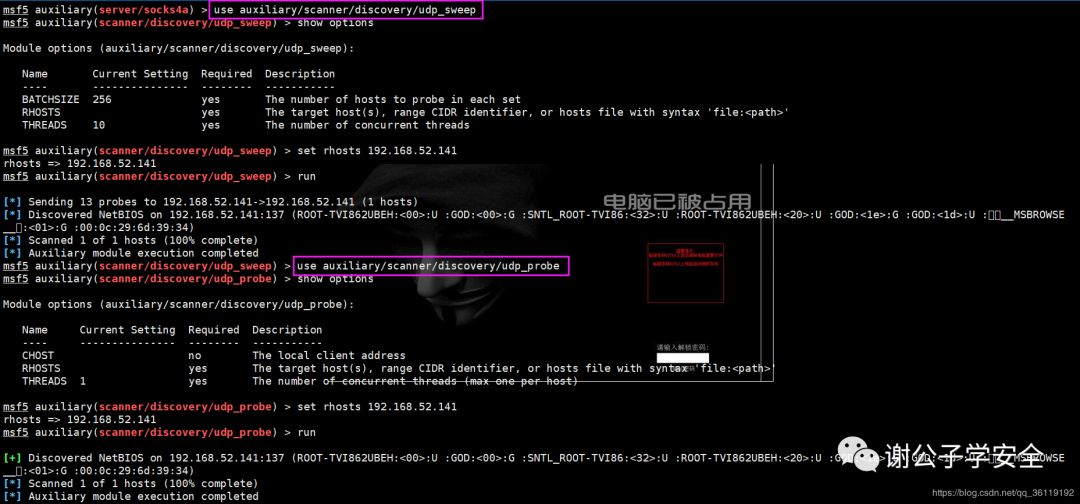 msf5 auxiliary(server/socks4a) > use auxiliary/scanner/discovery/udp_sweep
msf5 auxiliary(scanner/discovery/udp_sweep) > show options
Module options (auxiliary/scanner/discovery/udp_sweep):
Name Current Setting Required Description
---- --------------- -------- -----------
BATCHSIZE 256 yes The number of hosts to probe in each set
RHOSTS yes The target host(s), range CIDR identifier, or hosts file with syntax 'file:<path>'
THREADS 10 yes The number of concurrent threads
msf5 auxiliary(scanner/discovery/udp_sweep) > set rhosts 192.168.52.141
rhosts => 192.168.52.141
msf5 auxiliary(scanner/discovery/udp_sweep) > run
电脑已被占用
[*] Sending 13 probes to 192.168.52.141->192.168.52.141 (1 hosts)
[*] Discovered NetBIOS on 192.168.52.141:137 (ROOT-TVI862UBEH:<00>:U :GOD:<00>:G :SNTL_ROOT-TVI86:<32>:U :ROOT-TVI862UBEH:<20>:U :GOD:<1e>:G :GOD:<1d>:U :__MSBROWSE
__:<01>:G :00:0c:29:6d:39:34)
[*] Scanned 1 of 1 hosts (100% complete)
[*] Auxiliary module execution completed
msf5 auxiliary(scanner/discovery/udp_sweep) > use auxiliary/scanner/discovery/udp_probe
msf5 auxiliary(scanner/discovery/udp_probe) > show options
Module options (auxiliary/scanner/discovery/udp_probe):
Name Current Setting Required Description
---- --------------- -------- -----------
请输入解锁密码:
CHOST no The local client address
RHOSTS yes The target host(s), range CIDR identifier, or hosts file with syntax 'file:<path>'
THREADS 1 yes The number of concurrent threads (max one per host)
msf5 auxiliary(scanner/discovery/udp_probe) > set rhosts 192.168.52.141
rhosts => 192.168.52.141
msf5 auxiliary(scanner/discovery/udp_probe) > run
[+] Discovered NetBIOS on 192.168.52.141:137 (ROOT-TVI862UBEH:<00>:U :GOD:<00>:G :SNTL_ROOT-TVI86:<32>:U :ROOT-TVI862UBEH:<20>:U :GOD:<1e>:G :GOD:<1d>:U :__MSBROWSE
__:<01>:G :00:0c:29:6d:39:34)
[*] Scanned 1 of 1 hosts (100% complete)
[*] Auxiliary module execution completed
谢公子学安全
https://blog.csdn.net/qq_36119192